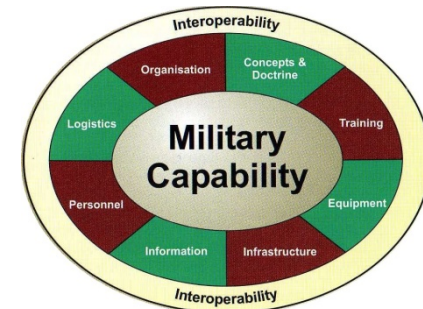 Interoperability
Organisation
Concepts &
Doctrine
Logistics
Training
Military
Capability
Personnel
Equipment
Information
Infrastructure
Interoperability